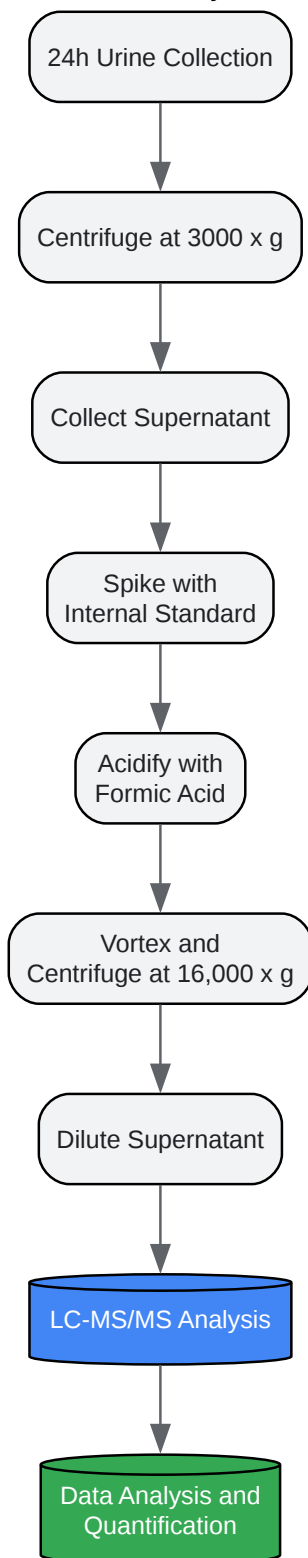 24h Urine Collection
Centrifuge at 3000 x g
Collect Supernatant
Spike with
Internal Standard
Acidify with
Formic Acid
Vortex and
Centrifuge at 16,000 x g
Dilute Supernatant
LC-MS/MS Analysis
Data Analysis and
Quantification